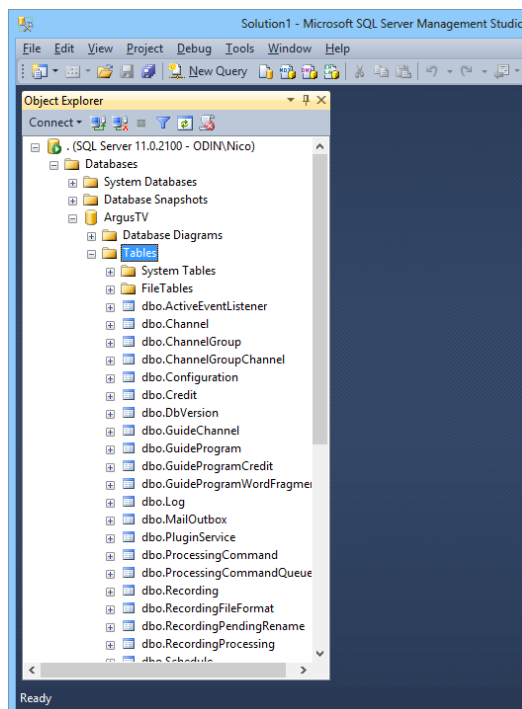 Solution1 - Microsoft SQL Server Management Studio
File Edit View Project Debug Tools Window Help
New Query
Object Explorer
Connect
. (SQL Server 11.0.2100 - ODIN\Nico)
Databases
System Databases
Database Snapshots
ArgusTV
Database Diagrams
Tables
System Tables
FileTables
dbo.ActiveEventListener
dbo.Channel
dbo.ChannelGroup
dbo.ChannelGroupChannel
dbo.Configuration
dbo.Credit
dbo.DbVersion
dbo.GuideChannel
dbo.GuideProgram
dbo.GuideProgramCredit
dbo.GuideProgramWordFragme
dbo.Log
dbo.MailOutbox
dbo.PluginService
dbo.ProcessingCommand
dbo.ProcessingCommandQueue
dbo.Recording
dbo.RecordingFileFormat
dbo.RecordingPendingRename
dbo.RecordingProcessing
dbo.Schedule
Ready